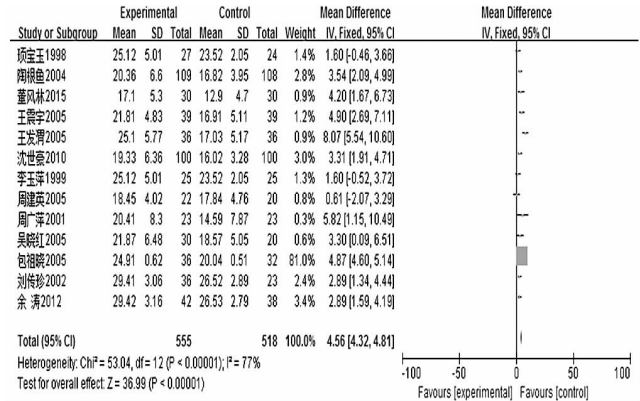 Experimental Control Mean Difference Mean Difference
Study or Subgroup Mean SD Total Mean SD Total Weight IV, Fixed, 95% CI IV, Fixed, 95% CI
项宝玉1998 25.12 5.01 27 23.52 2.05 24 1.4% 1.60 [-0.46, 3.66]
陶根鱼2004 20.36 6.6 109 16.82 3.95 108 2.8% 3.54 [2.09, 4.99]
董风林2015 17.1 5.3 30 12.9 4.7 30 0.9% 4.20 [1.67, 6.73]
王震宇2005 21.81 4.83 39 16.91 5.11 39 1.2% 4.90 [2.69, 7.11]
王发渭2005 25.1 5.77 36 17.03 5.17 36 0.9% 8.07 [5.54, 10.60]
沈世豪2010 19.33 6.36 100 16.02 3.28 100 3.0% 3.31 [1.91, 4.71]
李玉萍1999 25.12 5.01 25 23.52 2.05 25 1.3% 1.60 [-0.52, 3.72]
周建英2005 18.45 4.02 22 17.84 4.76 20 0.8% 0.61 [-2.07, 3.29]
周广萍2001 20.41 8.3 23 14.59 7.87 23 0.3% 5.82 [1.15, 10.49]
吴晓红2005 21.87 6.48 30 18.57 5.05 20 0.6% 3.30 [0.09, 6.51]
包祖晓2005 24.91 0.62 36 20.04 0.51 32 81.0% 4.87 [4.60, 5.14]
刘传珍2002 29.41 3.06 36 26.52 2.89 23 2.5% 2.89 [1.34, 4.44]
余 涛2012 29.42 3.16 42 26.53 2.79 38 3.5% 2.89 [1.59, 4.19]
Total (95% CI) 555 518 100.0% 4.56 [4.32, 4.81]
Heterogeneity: Chi² = 53.04, df = 12 (P < 0.00001); I² = 77%
Test for overall effect: Z = 36.99 (P < 0.00001)
-100 -50 0 50 100
Favours [experimental] Favours [control]